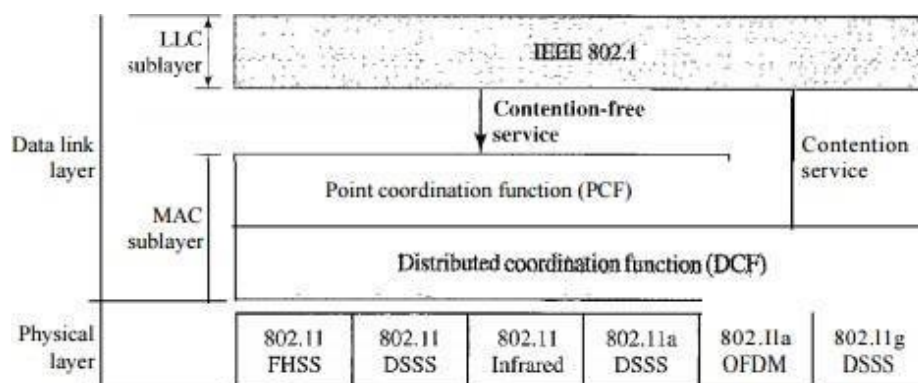 LLC
sublayer
IEEE 802.1
Contention-free
service
Data link
layer
Contention
service
Point coordination function (PCF)
MAC
sublayer
Distributed coordination function (DCF)
Physical
layer
802.11
FHSS
802.11
DSSS
802.11
Infrared
802.11a
DSSS
802.11a
OFDM
802.11g
DSSS